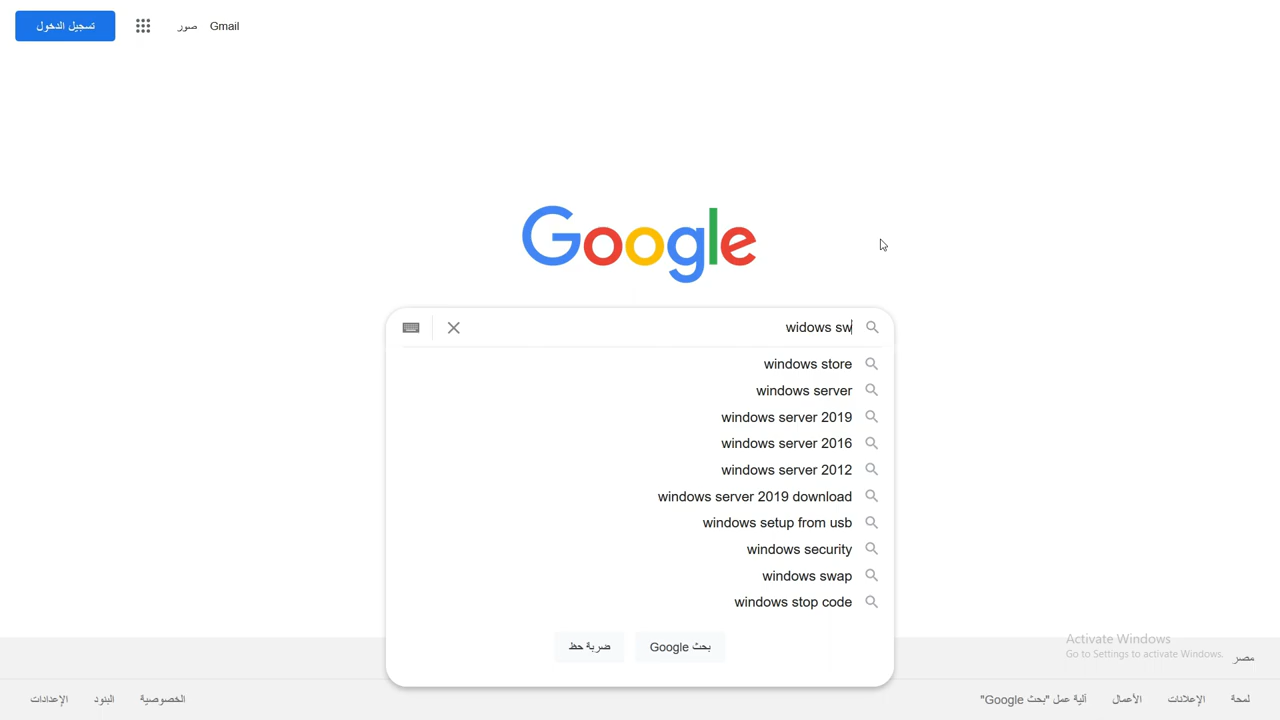 Gmail
صور
تسجيل الدخول
Google
widows sw
windows store
windows server
windows server 2019
windows server 2016
windows server 2012
windows server 2019 download
windows setup from usb
windows security
windows swap
windows stop code
بحث Google
ضربة حظ
Activate Windows
Go to Settings to activate Windows.
مصر
لمحة
الإعلانات
الأعمال
آلية عمل "بحث Google"
الخصوصية
البنود
الإعدادات